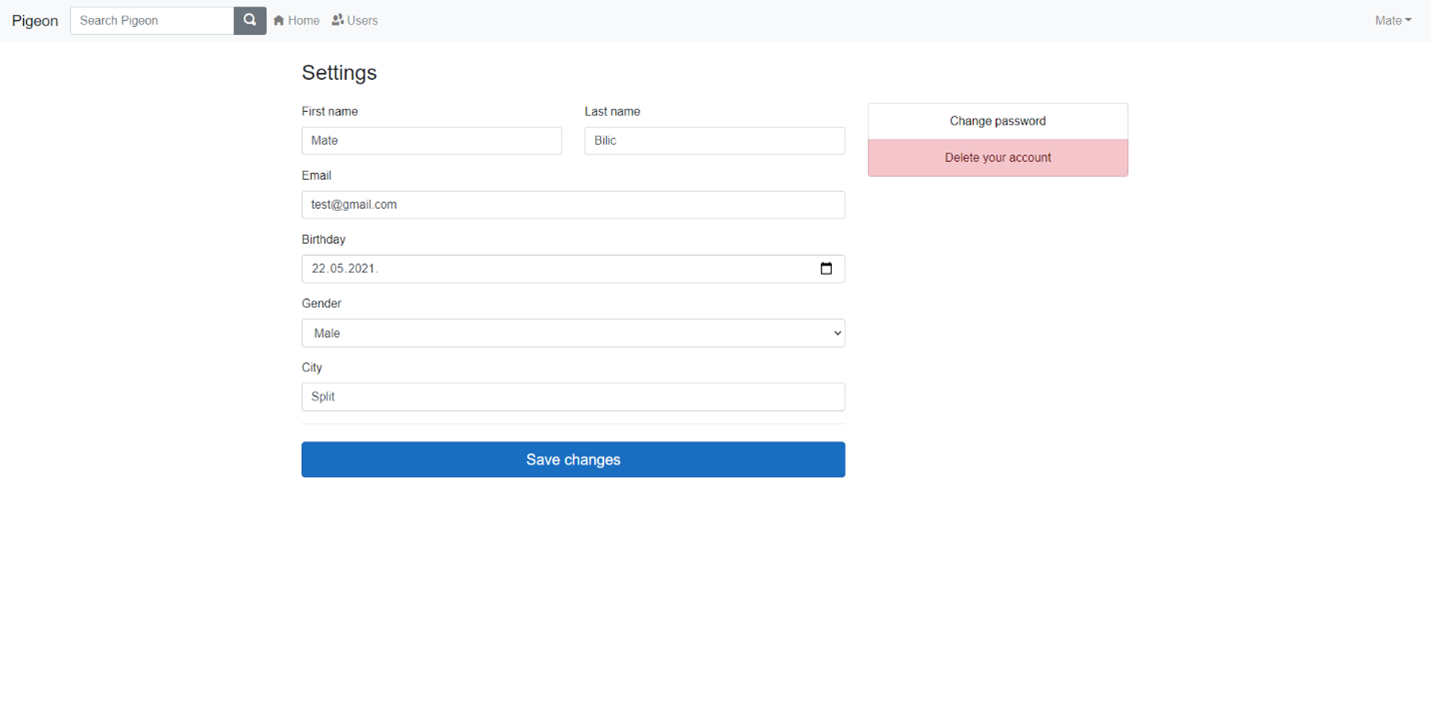 Pigeon Search Pigeon Home Users Mate
Settings
First name Last name
Mate Bilic
Change password
Delete your account
Email
test@gmail.com
Birthday
22.05.2021.
Gender
Male
City
Split
Save changes